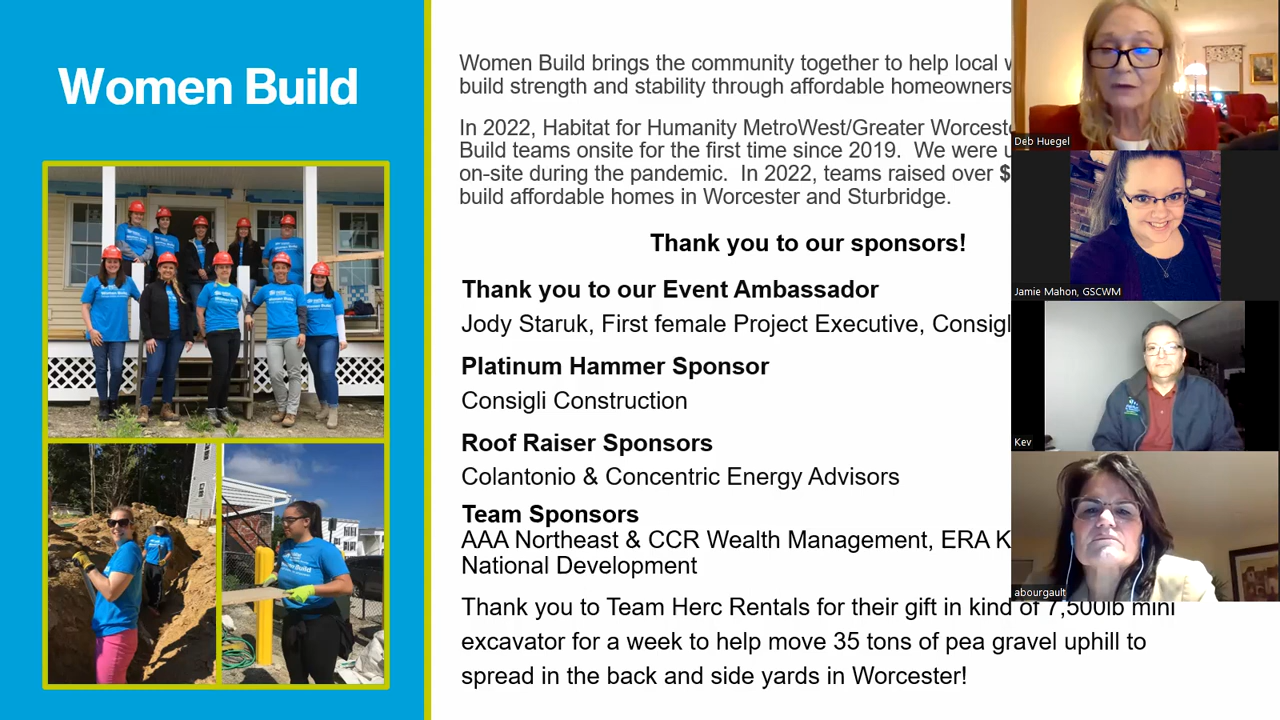 Women Build
Women Build brings the community together to help local
build strength and stability through affordable
In 2022, Habitat for Humanity MetroWest/Greater
Build teams onsite for the first time since 2019. We were
on-site during the pandemic. In 2022, teams raised over $
build affordable homes in Worcester and Sturbridge.
Thank you to our sponsors!
Thank you to our Event Ambassador
Jody Staruk, First female Project Executive,
Platinum Hammer Sponsor
Consigli Construction
Roof Raiser Sponsors
Colantonio & Concentric Energy Advisors
Team Sponsors
AAA Northeast & CCR Wealth Management, ERA K
National Development
Thank you to Team Herc Rentals for their gift in kind of 7,500lb mini
excavator for a week to help move 35 tons of pea gravel uphill to
spread in the back and side yards in Worcester!
Deb Huegel
Jamie Mahon, GSCWM
Kev
abourgault